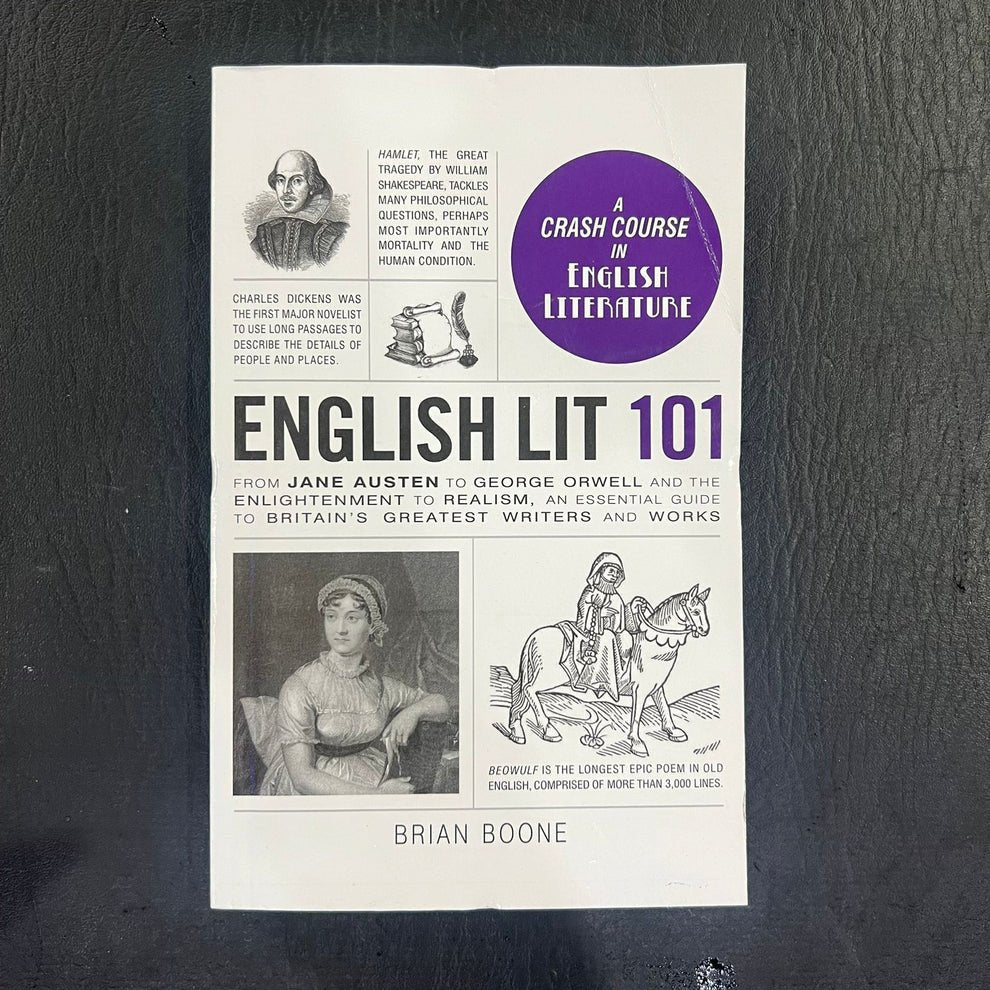 HAMLET, THE GREAT
TRAGEDY BY WILLIAM
SHAKESPEARE, TACKLES
MANY PHILOSOPHICAL
QUESTIONS, PERHAPS
MOST IMPORTANTLY
MORTALITY AND THE
HUMAN CONDITION.
A
CRASH COURSE
IN
ENGLISH
LITERATURE
CHARLES DICKENS WAS
THE FIRST MAJOR NOVELIST
TO USE LONG PASSAGES TO
DESCRIBE THE DETAILS OF
PEOPLE AND PLACES.
ENGLISH LIT 101
FROM JANE AUSTEN TO GEORGE ORWELL AND THE
ENLIGHTENMENT TO REALISM, AN ESSENTIAL GUIDE
TO BRITAIN'S GREATEST WRITERS AND WORKS
BEOWULF IS THE LONGEST EPIC POEM IN OLD
ENGLISH, COMPRISED OF MORE THAN 3,000 LINES.
BRIAN BOONE